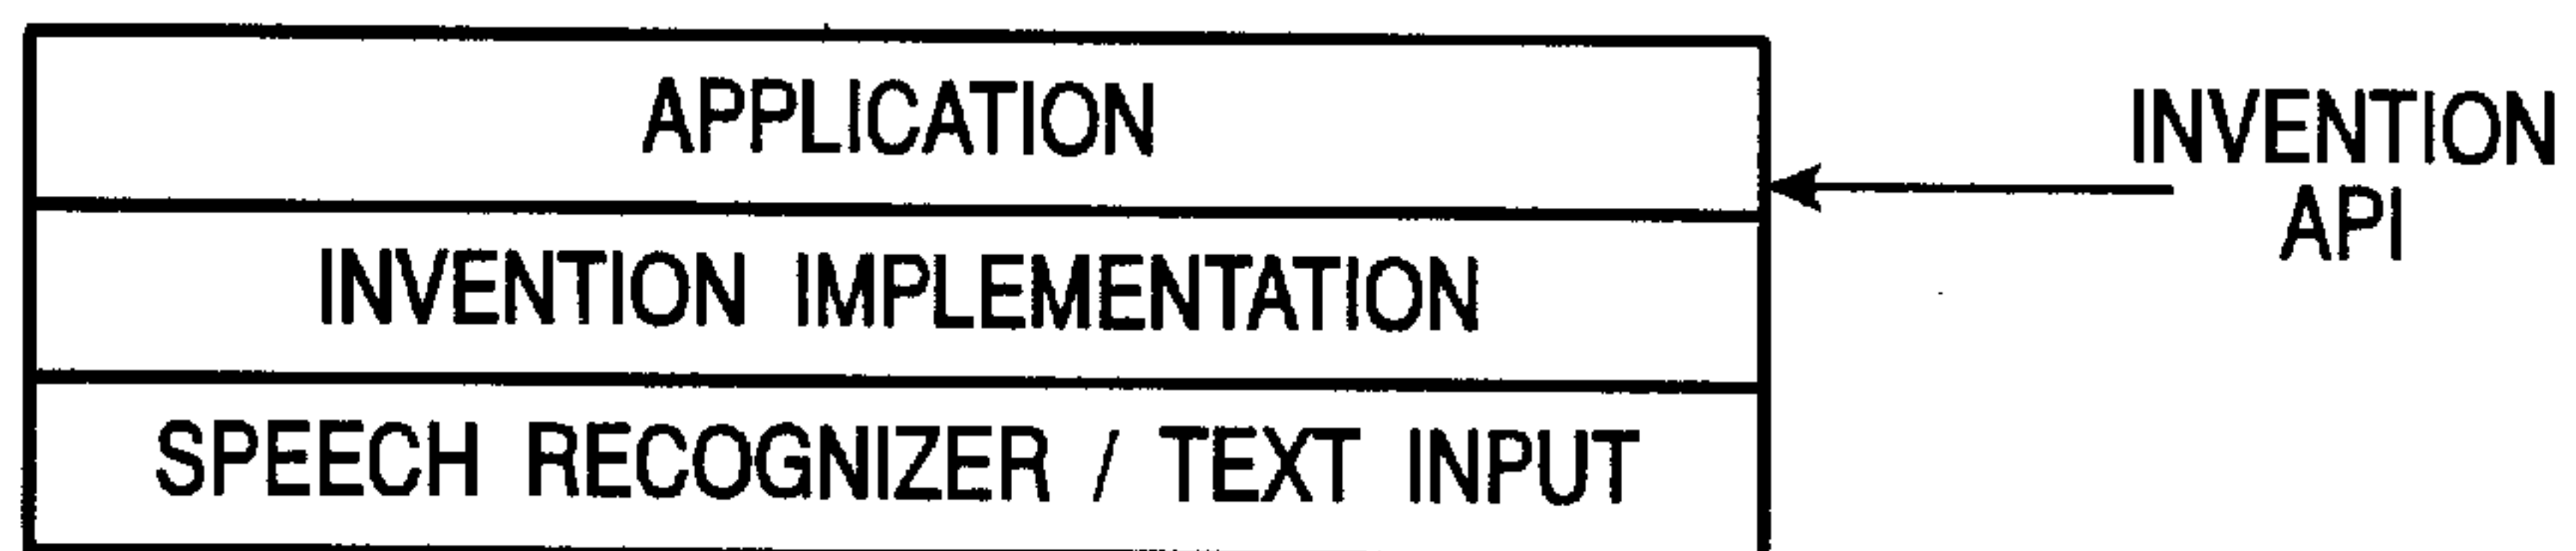 APPLICATION
INVENTION IMPLEMENTATION
SPEECH RECOGNIZER / TEXT INPUT
INVENTION
API